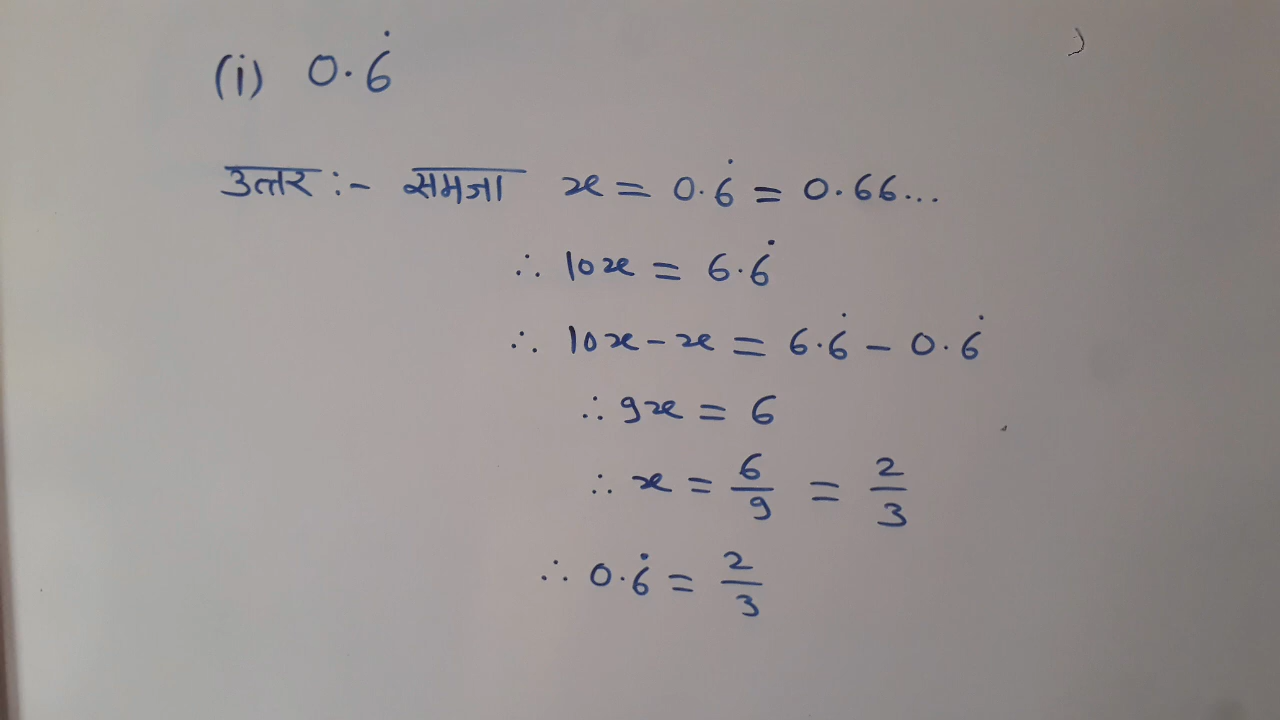 (i) 0.6̇
उत्तर :- समजा x = 0.6̇ = 0.66...
∴ 10x = 6.6̇
∴ 10x - x = 6.6̇ - 0.6̇
∴ 9x = 6
∴ x = 6/9 = 2/3
∴ 0.6̇ = 2/3